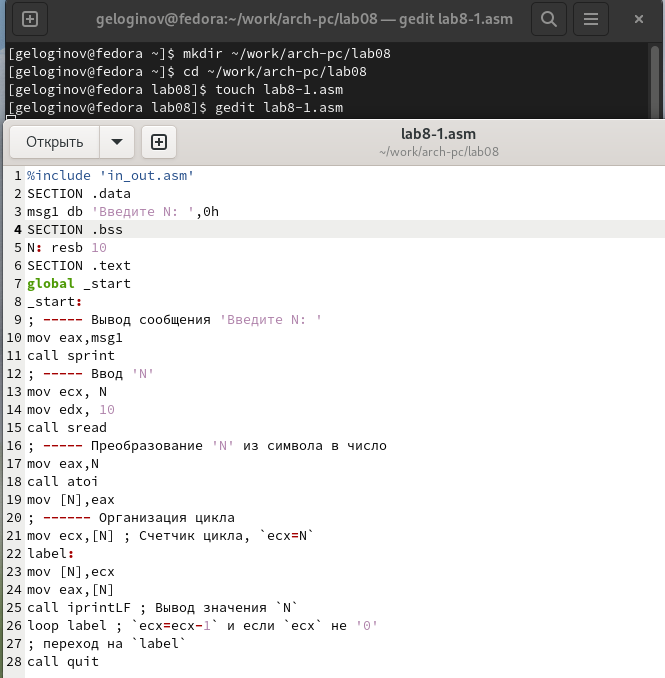 geloginov@fedora:~/work/arch-pc/lab08 — gedit lab8-1.asm
[geloginov@fedora ~]$ mkdir ~/work/arch-pc/lab08
[geloginov@fedora ~]$ cd ~/work/arch-pc/lab08
[geloginov@fedora lab08]$ touch lab8-1.asm
[geloginov@fedora lab08]$ gedit lab8-1.asm
Открыть
lab8-1.asm
~/work/arch-pc/lab08
1 %include 'in_out.asm'
2 SECTION .data
3 msg1 db 'Введите N: ',0h
4 SECTION .bss
5 N: resb 10
6 SECTION .text
7 global _start
8 _start:
9 ; ----- Вывод сообщения 'Введите N: '
10 mov eax,msg1
11 call sprint
12 ; ----- Ввод 'N'
13 mov ecx, N
14 mov edx, 10
15 call sread
16 ; ----- Преобразование 'N' из символа в число
17 mov eax,N
18 call atoi
19 mov [N],eax
20 ; ------ Организация цикла
21 mov ecx,[N] ; Счетчик цикла, `ecx=N`
22 label:
23 mov [N],ecx
24 mov eax,[N]
25 call iprintLF ; Вывод значения `N`
26 loop label ; `ecx=ecx-1` и если `ecx` не '0'
27 ; переход на `label`
28 call quit